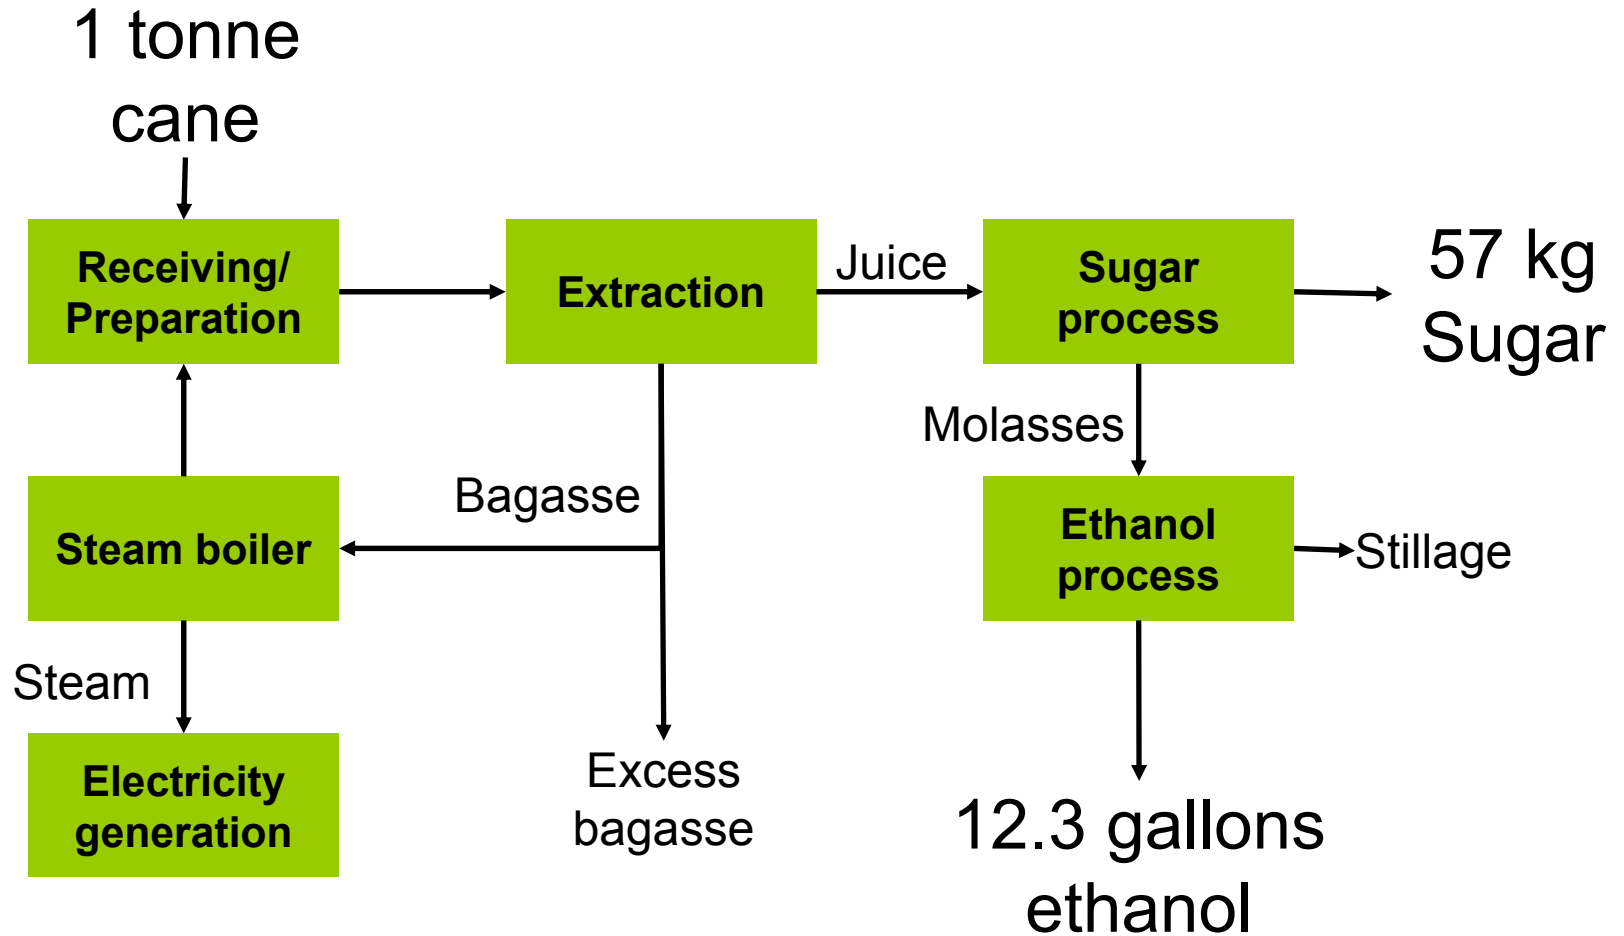 1 tonne
cane
Receiving/
Preparation
Extraction
Juice
Sugar
process
57 kg
Sugar
Molasses
Steam boiler
Bagasse
Ethanol
process
Stillage
Steam
Electricity
generation
Excess
bagasse
12.3 gallons
ethanol